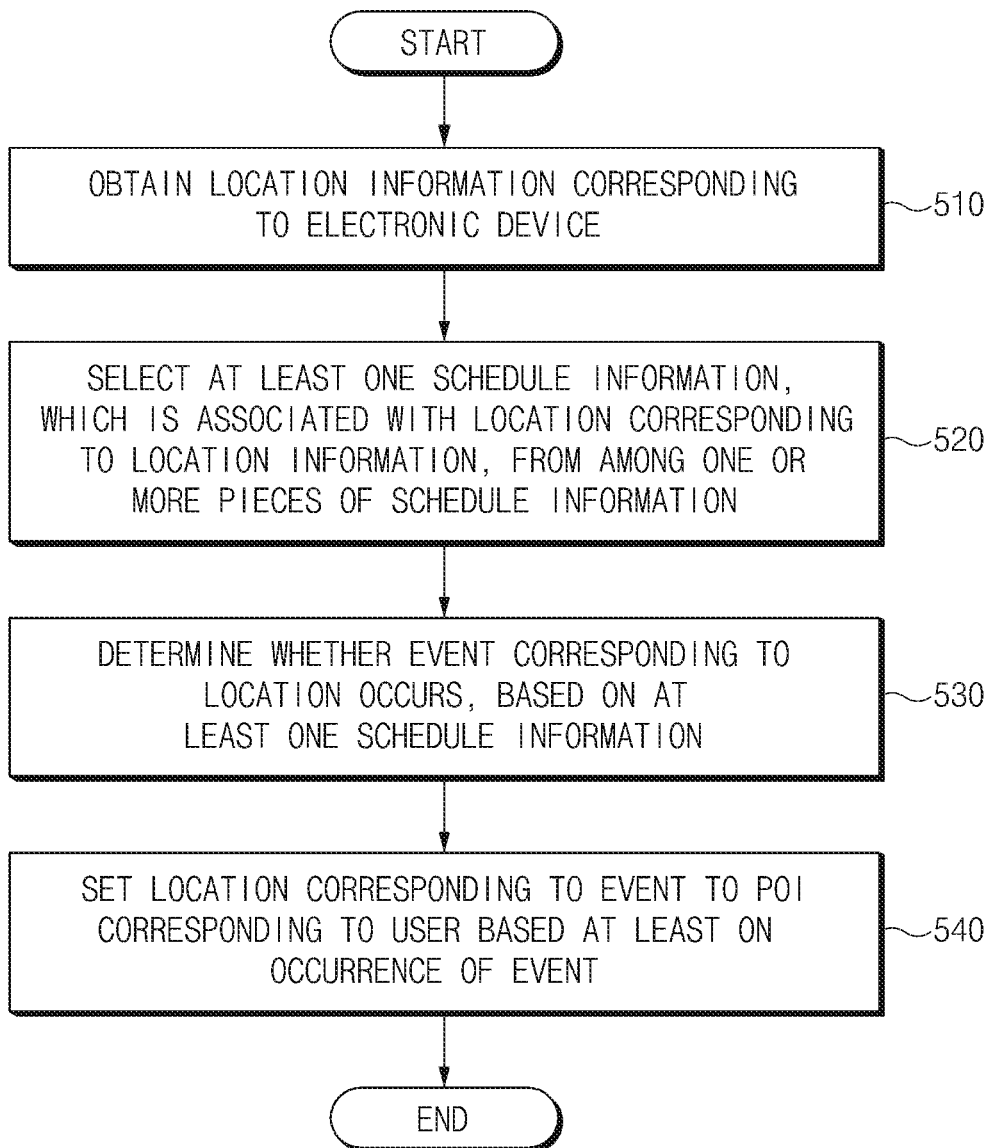 START
OBTAIN LOCATION INFORMATION CORRESPONDING
TO ELECTRONIC DEVICE
510
SELECT AT LEAST ONE SCHEDULE INFORMATION,
WHICH IS ASSOCIATED WITH LOCATION CORRESPONDING
TO LOCATION INFORMATION, FROM AMONG ONE OR
MORE PIECES OF SCHEDULE INFORMATION
520
DETERMINE WHETHER EVENT CORRESPONDING TO
LOCATION OCCURS, BASED ON AT
LEAST ONE SCHEDULE INFORMATION
530
SET LOCATION CORRESPONDING TO EVENT TO POI
CORRESPONDING TO USER BASED AT LEAST ON
OCCURRENCE OF EVENT
540
END